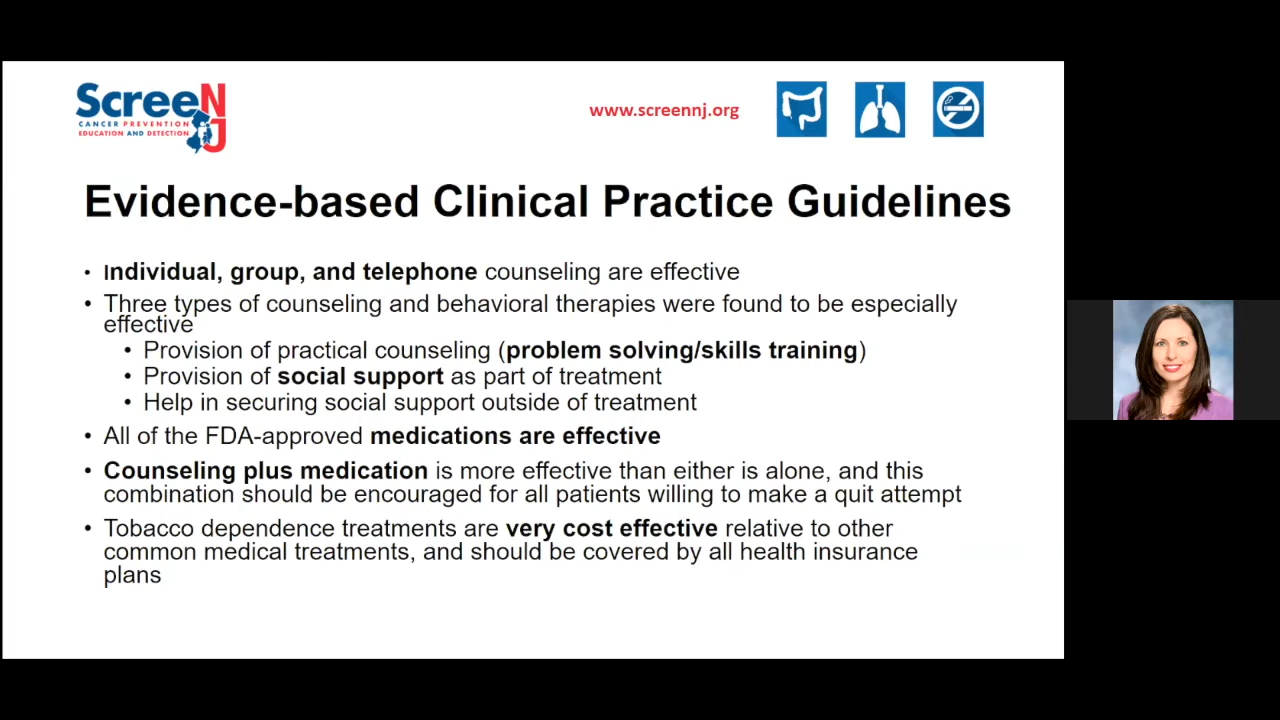 ScreeNJ
CANCER PREVENTION
EDUCATION AND DETECTION
www.screennj.org
Evidence-based Clinical Practice Guidelines
• Individual, group, and telephone counseling are effective
• Three types of counseling and behavioral therapies were found to be especially
effective
• Provision of practical counseling (problem solving/skills training)
• Provision of social support as part of treatment
• Help in securing social support outside of treatment
• All of the FDA-approved medications are effective
• Counseling plus medication is more effective than either is alone, and this
combination should be encouraged for all patients willing to make a quit attempt
• Tobacco dependence treatments are very cost effective relative to other
common medical treatments, and should be covered by all health insurance
plans